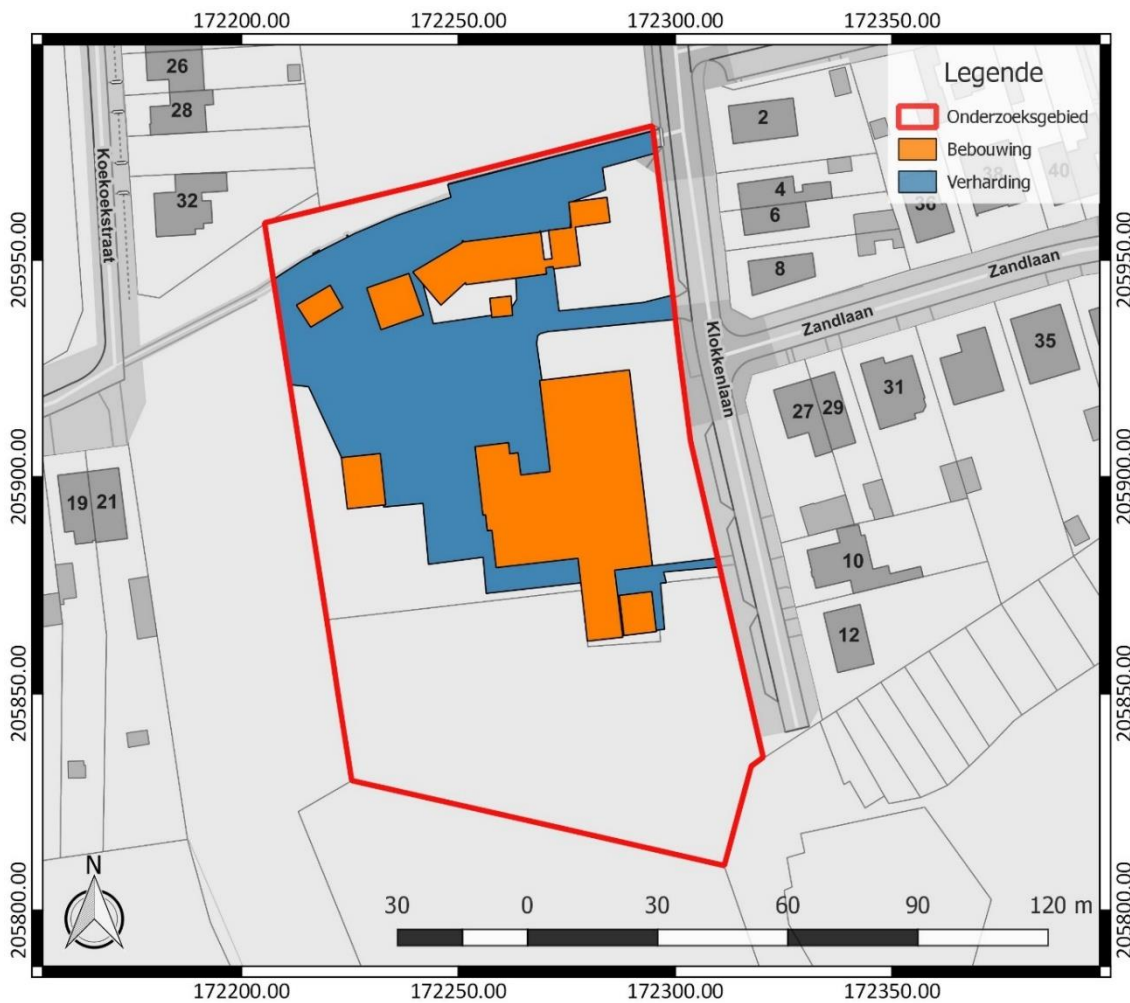 172200.00 172250.00 172300.00 172350.00
Legende
Onderzoeksgebied
Bebouwing
Verharding
26
28
32
2
4
6
8
38
40
36
Koekoekstraat
Zandlaan
Zandlaan
Klokkenlaan
205950.00
205950.00
35
31
27 29
205900.00
205900.00
19 21
10
12
205850.00
205850.00
N
205800.00
205800.00
30 0 30 60 90 120 m
172200.00 172250.00 172300.00 172350.00